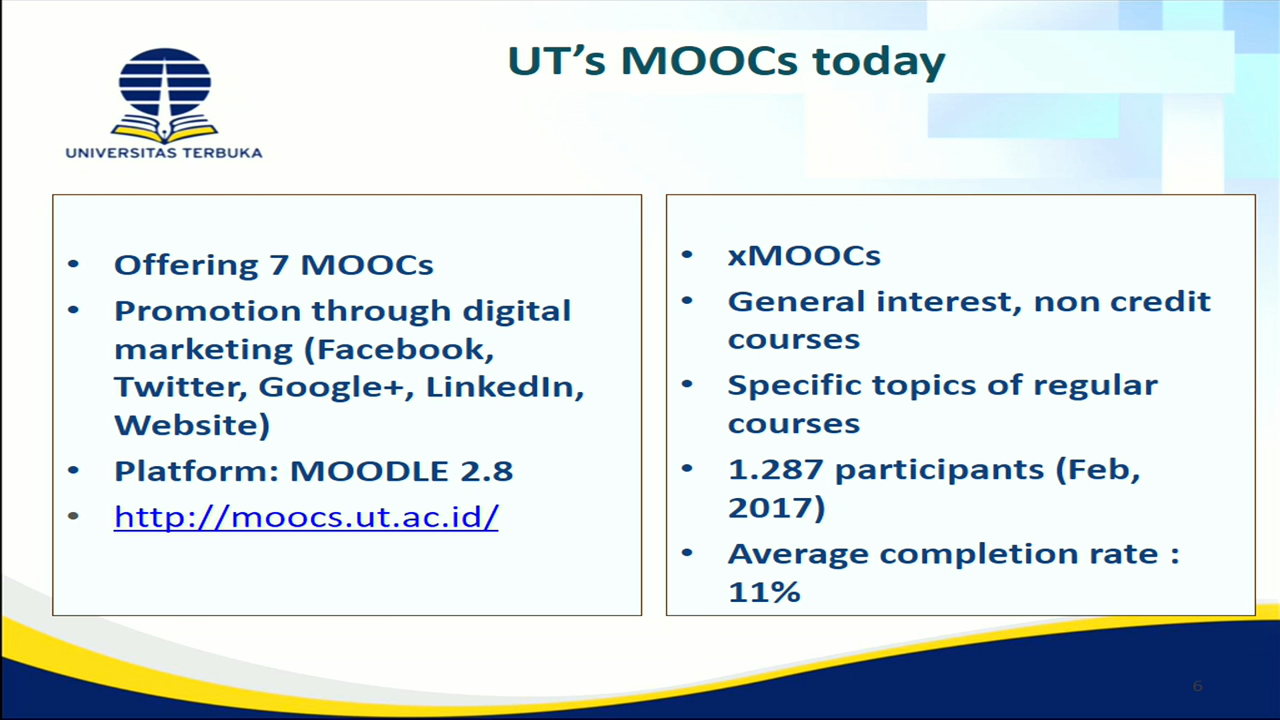 UT’s MOOCs today
UNIVERSITAS TERBUKA
• Offering 7 MOOCs
• Promotion through digital
marketing (Facebook,
Twitter, Google+, LinkedIn,
Website)
• Platform: MOODLE 2.8
• http://moocs.ut.ac.id/
• xMOOCs
• General interest, non credit
courses
• Specific topics of regular
courses
• 1.287 participants (Feb,
2017)
• Average completion rate :
11%
6